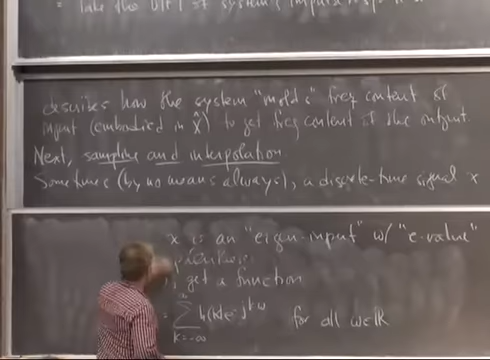 = Take the DTFT of system's impulse resp
describes how the system "molds" freq content of
input (embodied in X̂) to get freq content of the output.
Next, sampling and interpolation
Sometimes (by no means always), a discrete-time signal x
x is an "eigen-input" w/ "e-value"
get a function
= ∑_{k=-∞}^{∞} h(k)e^{-jkω} for all ω∈ℝ